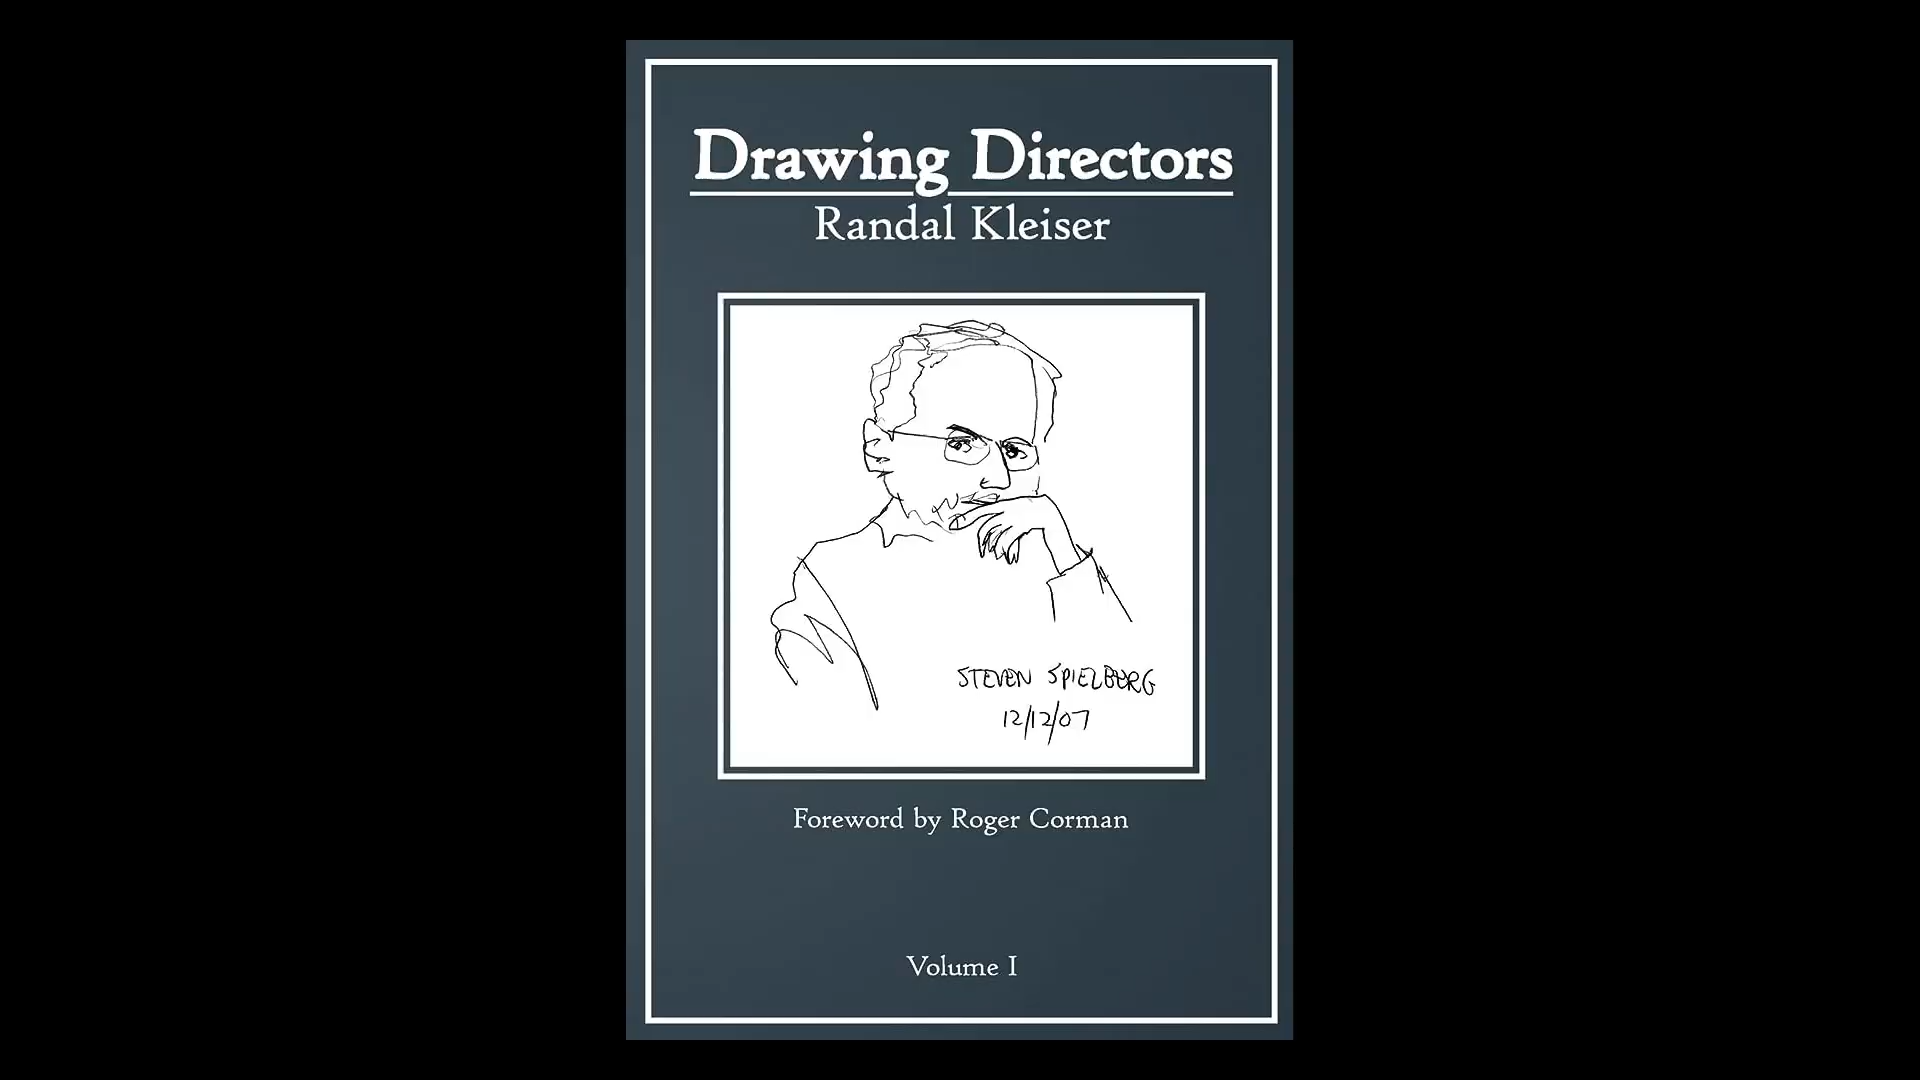 Drawing Directors
Randal Kleiser
STEVEN SPIELBERG
12/12/07
Foreword by Roger Corman
Volume I